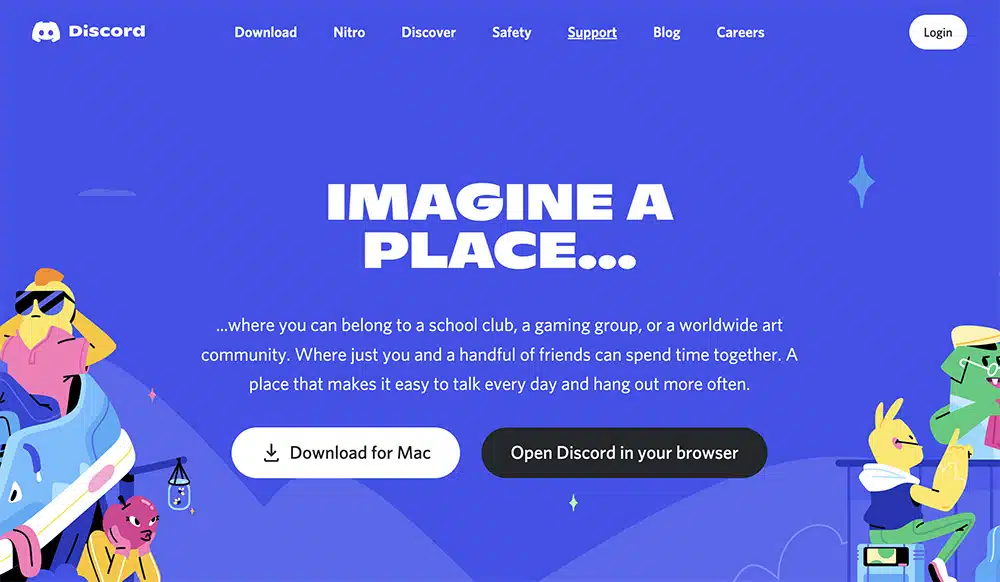 Discord
Download Nitro Discover Safety Support Blog Careers
Login
IMAGINE A
PLACE...
...where you can belong to a school club, a gaming group, or a worldwide art
community. Where just you and a handful of friends can spend time together. A
place that makes it easy to talk every day and hang out more often.
Download for Mac
Open Discord in your browser